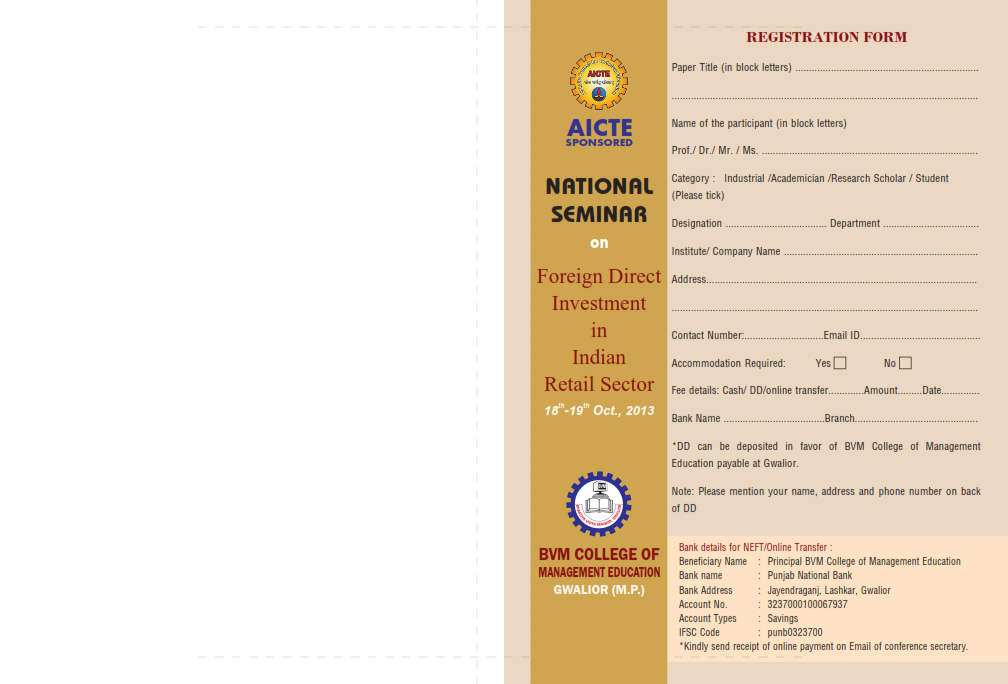 AICTE
AICTE
SPONSORED
NATIONAL
SEMINAR
on
Foreign Direct
Investment
in
Indian
Retail Sector
18th-19th Oct., 2013
BVM COLLEGE OF
MANAGEMENT EDUCATION
GWALIOR (M.P.)
REGISTRATION FORM
Paper Title (in block letters) ..................................................................
..............................................................................................................
Name of the participant (in block letters)
Prof./ Dr./ Mr. / Ms. ..............................................................................
Category : Industrial /Academician /Research Scholar / Student
(Please tick)
Designation .................................... Department ..................................
Institute/ Company Name ......................................................................
Address.................................................................................................
..............................................................................................................
Contact Number:.............................Email ID...........................................
Accommodation Required: Yes No
Fee details: Cash/ DD/online transfer.............Amount.........Date..............
Bank Name ....................................Branch............................................
*DD can be deposited in favor of BVM College of Management
Education payable at Gwalior.
Note: Please mention your name, address and phone number on back
of DD
Bank details for NEFT/Online Transfer :
Beneficiary Name : Principal BVM College of Management Education
Bank name : Punjab National Bank
Bank Address : Jayendraganj, Lashkar, Gwalior
Account No. : 3237000100067937
Account Types : Savings
IFSC Code : punb0323700
*Kindly send receipt of online payment on Email of conference secretary.